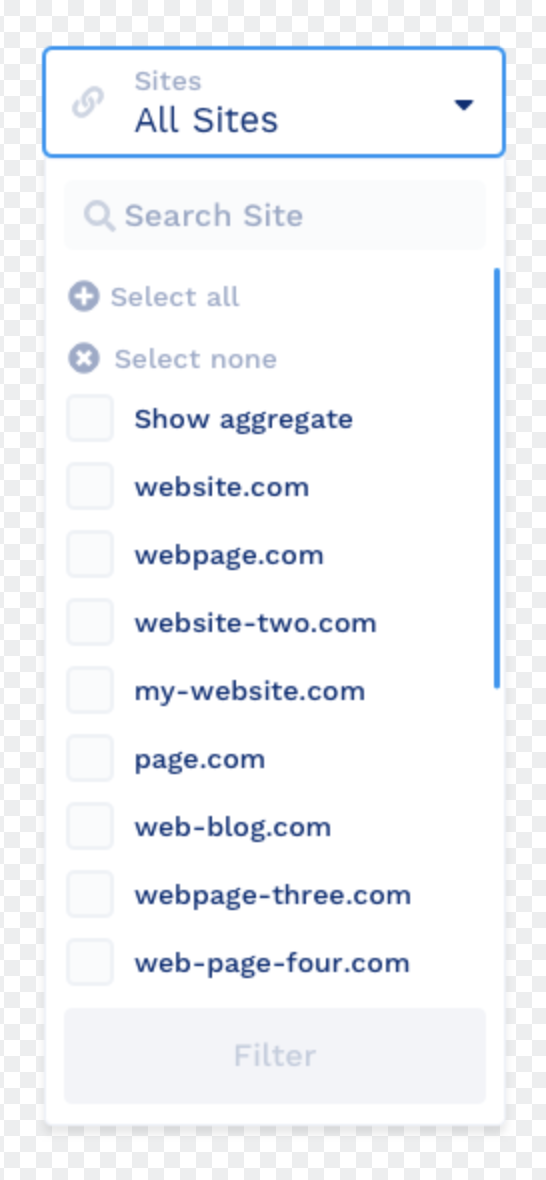 Sites
All Sites
Search Site
Select all
Select none
Show aggregate
website.com
webpage.com
website-two.com
my-website.com
page.com
web-blog.com
webpage-three.com
web-page-four.com
Filter